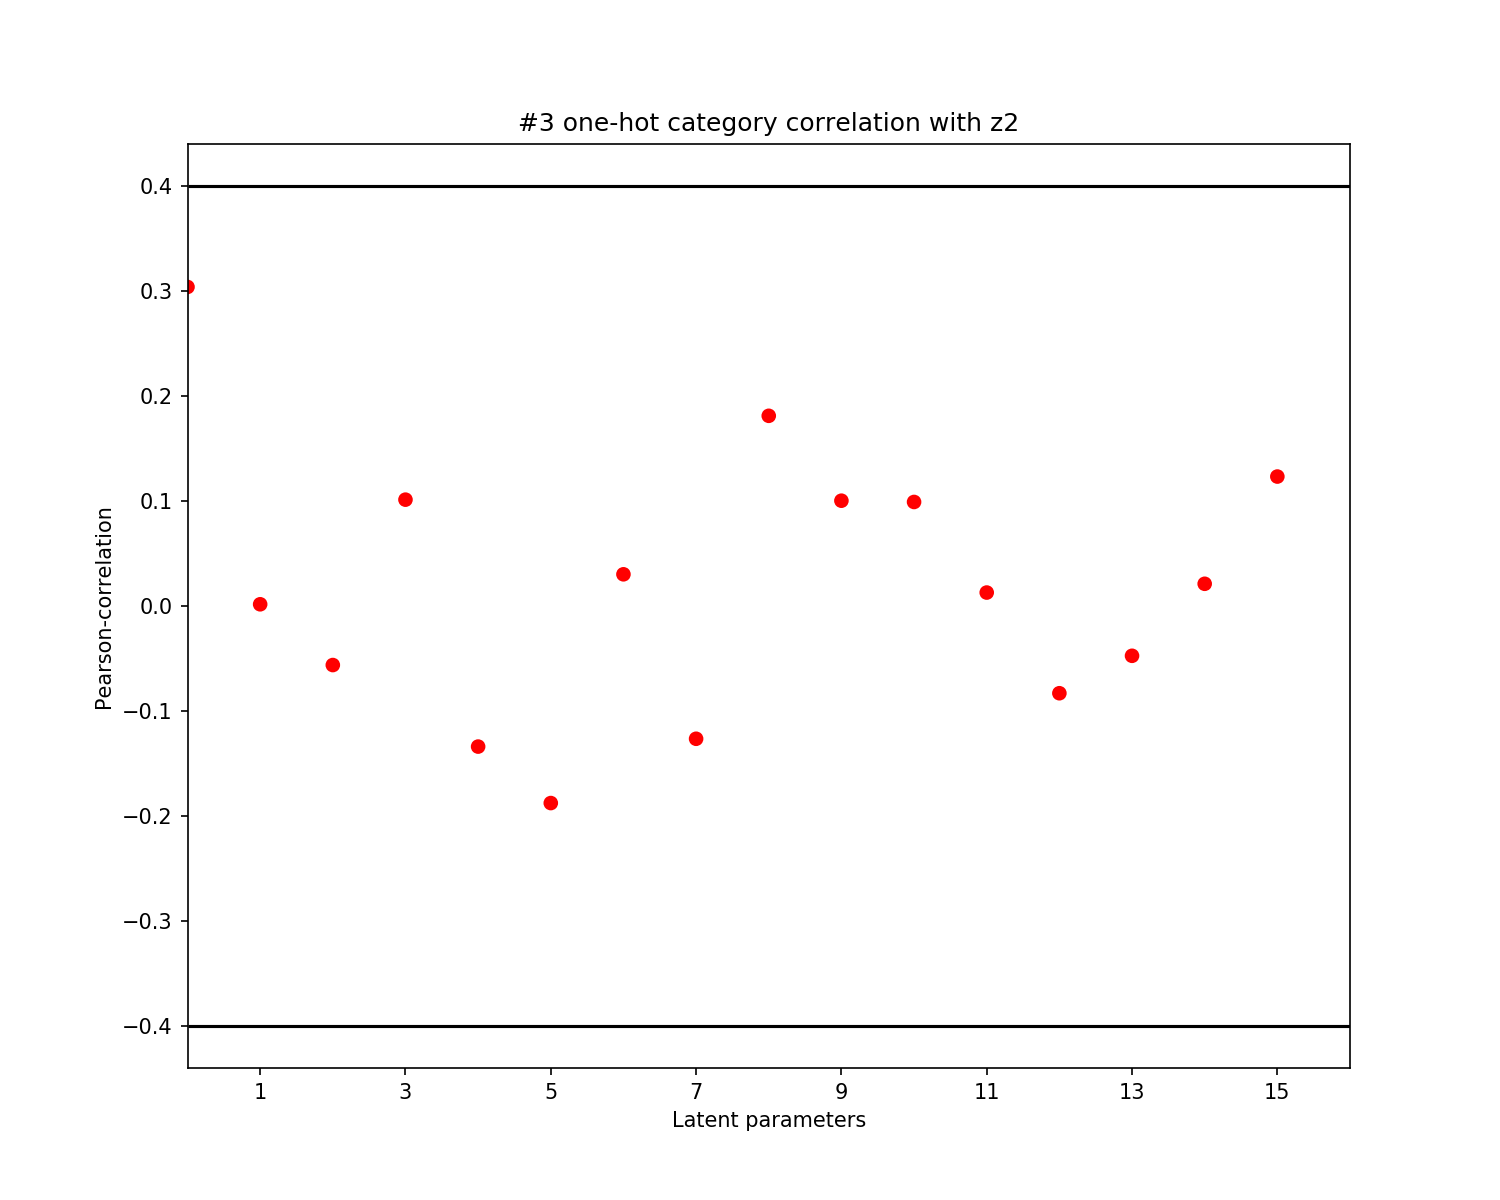 #3 one-hot category correlation with z2
0.4
0.3
0.2
0.1
0.0
−0.1
−0.2
−0.3
−0.4
Pearson-correlation
1 3 5 7 9 11 13 15
Latent parameters